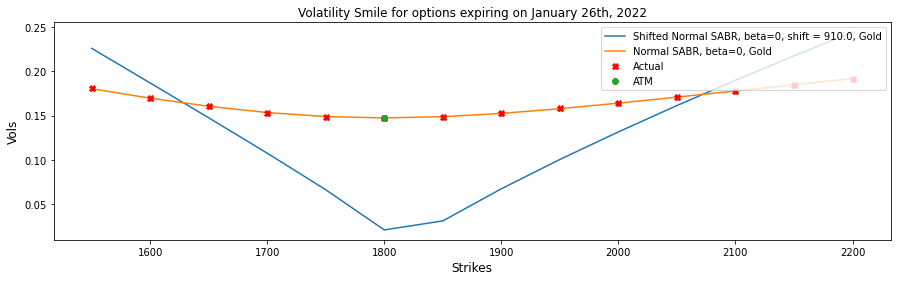 Volatility Smile for options expiring on January 26th, 2022
Shifted Normal SABR, beta=0, shift = 910.0, Gold
Normal SABR, beta=0, Gold
Actual
ATM
Vols
0.25
0.20
0.15
0.10
0.05
1600 1700 1800 1900 2000 2100 2200
Strikes